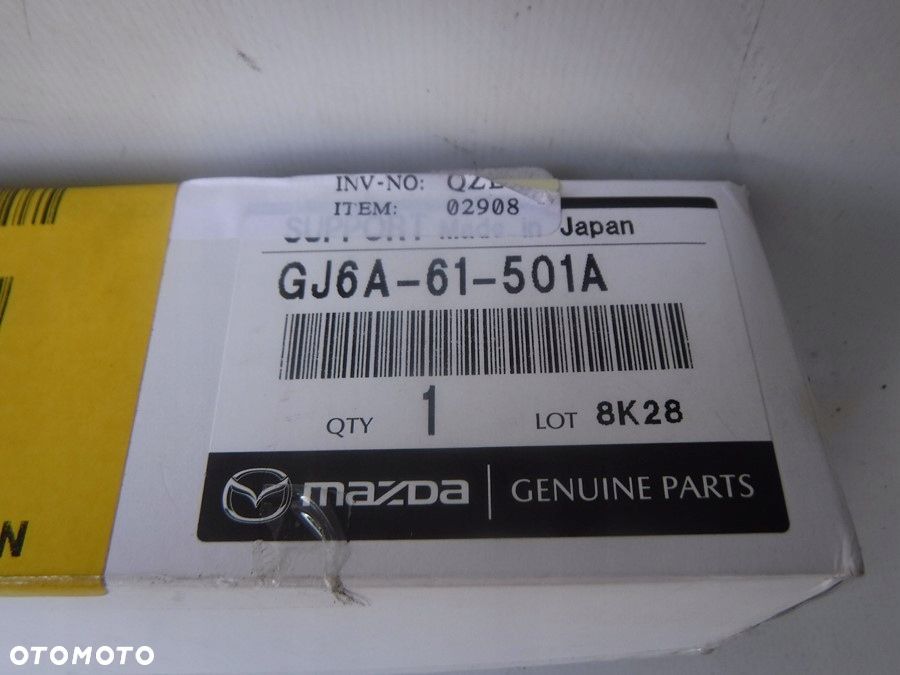 INV-NO:
ITEM: 02908
SUPPORT Made in Japan
GJ6A-61-501A
QTY 1 LOT 8K28
mazda GENUINE PARTS
N
OTOMOTO